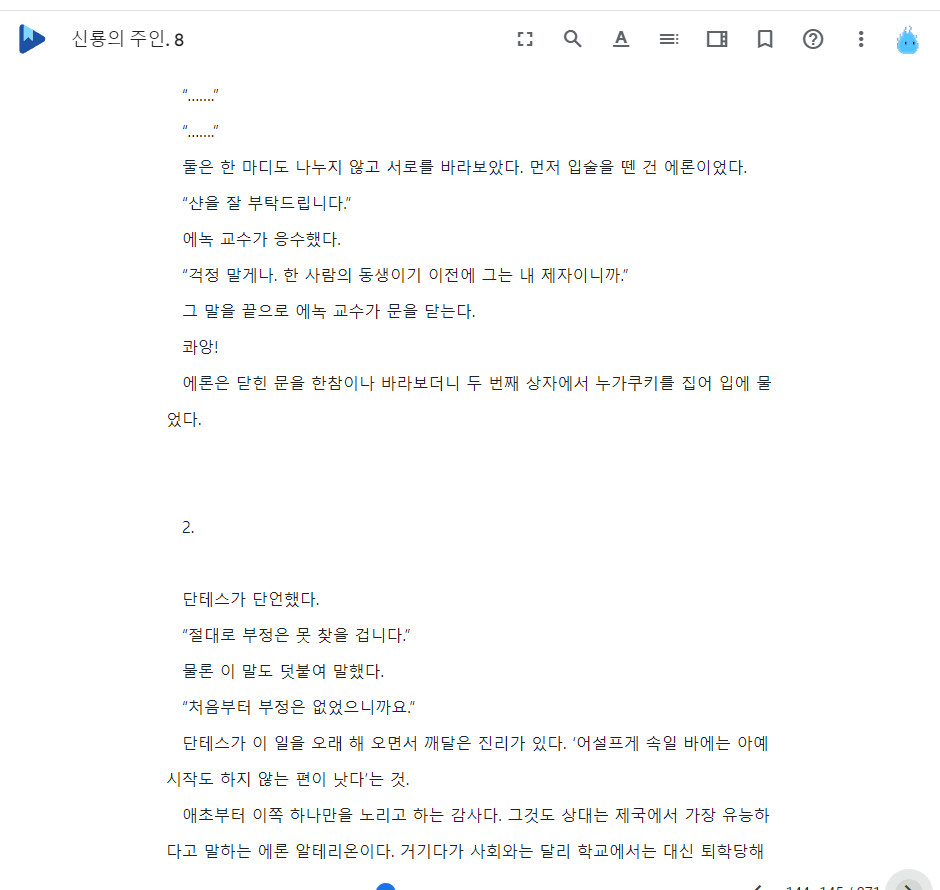 신룡의 주인. 8
“…….”
“…….”
둘은 한 마디도 나누지 않고 서로를 바라보았다. 먼저 입술을 뗀 건 에론이었다.
“샨을 잘 부탁드립니다.”
에녹 교수가 응수했다.
“걱정 말게나. 한 사람의 동생이기 이전에 그는 내 제자이니까.”
그 말을 끝으로 에녹 교수가 문을 닫는다.
콰앙!
에론은 닫힌 문을 한참이나 바라보더니 두 번째 상자에서 누가쿠키를 집어 입에 물
었다.
2.
단테스가 단언했다.
“절대로 부정은 못 찾을 겁니다.”
물론 이 말도 덧붙여 말했다.
“처음부터 부정은 없었으니까요.”
단테스가 이 일을 오래 해 오면서 깨달은 진리가 있다. ‘어설프게 속일 바에는 아예
시작도 하지 않는 편이 낫다’는 것.
애초부터 이쪽 하나만을 노리고 하는 감사다. 그것도 상대는 제국에서 가장 유능하
다고 말하는 에론 알테리온이다. 거기다가 사회와는 달리 학교에서는 대신 퇴학당해